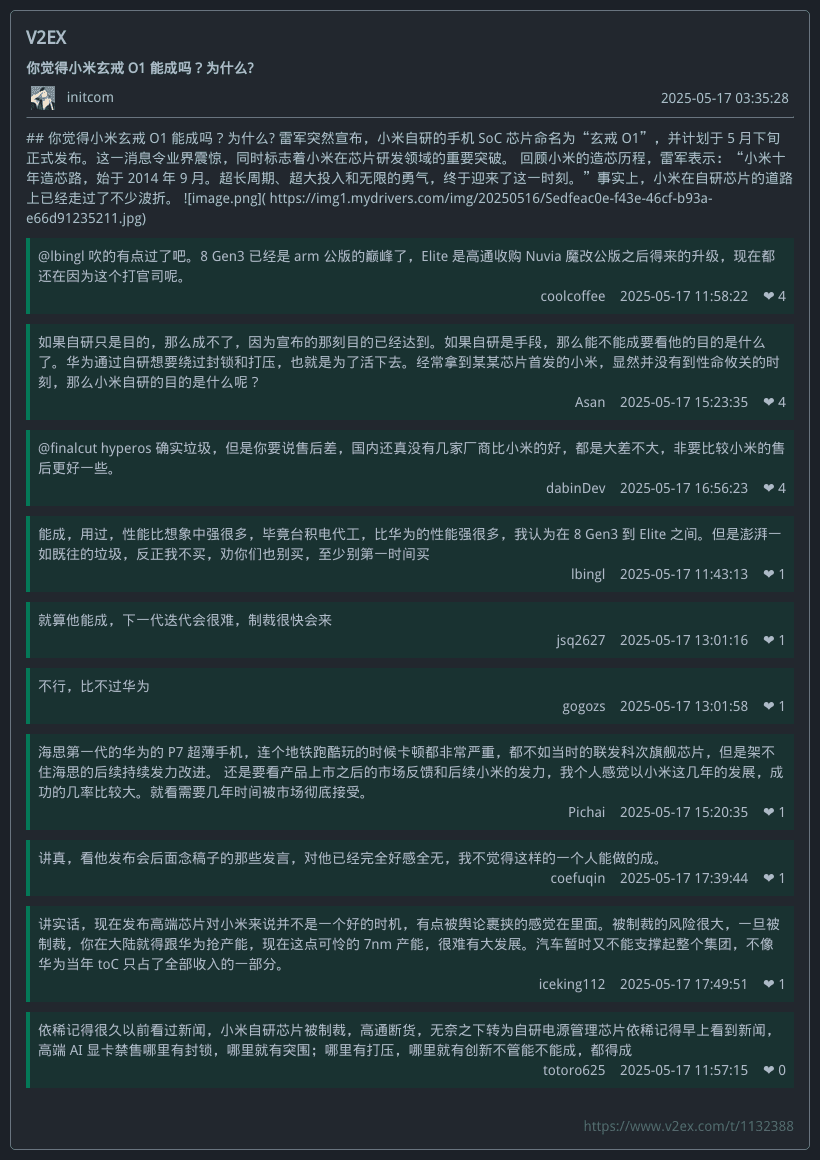 V2EX
你觉得小米玄戒 O1 能成吗？为什么?
initcom
2025-05-17 03:35:28
## 你觉得小米玄戒 O1 能成吗？为什么? 雷军突然宣布，小米自研的手机 SoC 芯片命名为“玄戒 O1”，并计划于 5 月下旬
正式发布。这一消息令业界震惊，同时标志着小米在芯片研发领域的重要突破。 回顾小米的造芯历程，雷军表示：“小米十
年造芯路，始于 2014 年 9 月。超长周期、超大投入和无限的勇气，终于迎来了这一时刻。”事实上，小米在自研芯片的道路
上已经走过了不少波折。 ![image.png]( https://img1.mydrivers.com/img/20250516/Sedfeac0e-f43e-46cf-b93a-
e66d91235211.jpg)
@lbingl 吹的有点过了吧。8 Gen3 已经是 arm 公版的巅峰了，Elite 是高通收购 Nuvia 魔改公版之后得来的升级，现在都
还在因为这个打官司呢。
coolcoffee 2025-05-17 11:58:22 ❤ 4
如果自研只是目的，那么成不了，因为宣布的那刻目的已经达到。如果自研是手段，那么能不能成要看他的目的是什么
了。华为通过自研想要绕过封锁和打压，也就是为了活下去。经常拿到某某芯片首发的小米，显然并没有到性命攸关的时
刻，那么小米自研的目的是什么呢？
Asan 2025-05-17 15:23:35 ❤ 4
@finalcut hyperos 确实垃圾，但是你要说售后差，国内还真没有几家厂商比小米的好，都是大差不大，非要比较小米的售
后更好一些。
dabinDev 2025-05-17 16:56:23 ❤ 4
能成，用过，性能比想象中强很多，毕竟台积电代工，比华为的性能强很多，我认为在 8 Gen3 到 Elite 之间。但是澎湃一
如既往的垃圾，反正我不买，劝你们也别买，至少别第一时间买
lbingl 2025-05-17 11:43:13 ❤ 1
就算他能成，下一代迭代会很难，制裁很快会来
jsq2627 2025-05-17 13:01:16 ❤ 1
不行，比不过华为
gogozs 2025-05-17 13:01:58 ❤ 1
海思第一代的华为的 P7 超薄手机，连个地铁跑酷玩的时候卡顿都非常严重，都不如当时的联发科次旗舰芯片，但是架不
住海思的后续持续发力改进。 还是要看产品上市之后的市场反馈和后续小米的发力，我个人感觉以小米这几年的发展，成
功的几率比较大。就看需要几年时间被市场彻底接受。
Pichai 2025-05-17 15:20:35 ❤ 1
讲真，看他发布会后面念稿子的那些发言，对他已经完全好感全无，我不觉得这样的一个人能做的成。
coefuqin 2025-05-17 17:39:44 ❤ 1
讲实话，现在发布高端芯片对小米来说并不是一个好的时机，有点被舆论裹挟的感觉在里面。被制裁的风险很大，一旦被
制裁，你在大陆就得跟华为抢产能，现在这点可怜的 7nm 产能，很难有大发展。汽车暂时又不能支撑起整个集团，不像
华为当年 toC 只占了全部收入的一部分。
iceking112 2025-05-17 17:49:51 ❤ 1
依稀记得很久以前看过新闻，小米自研芯片被制裁，高通断货，无奈之下转为自研电源管理芯片依稀记得早上看到新闻，
高端 AI 显卡禁售哪里有封锁，哪里就有突围；哪里有打压，哪里就有创新不管能不能成，都得成
totoro625 2025-05-17 11:57:15 ❤ 0
https://www.v2ex.com/t/1132388